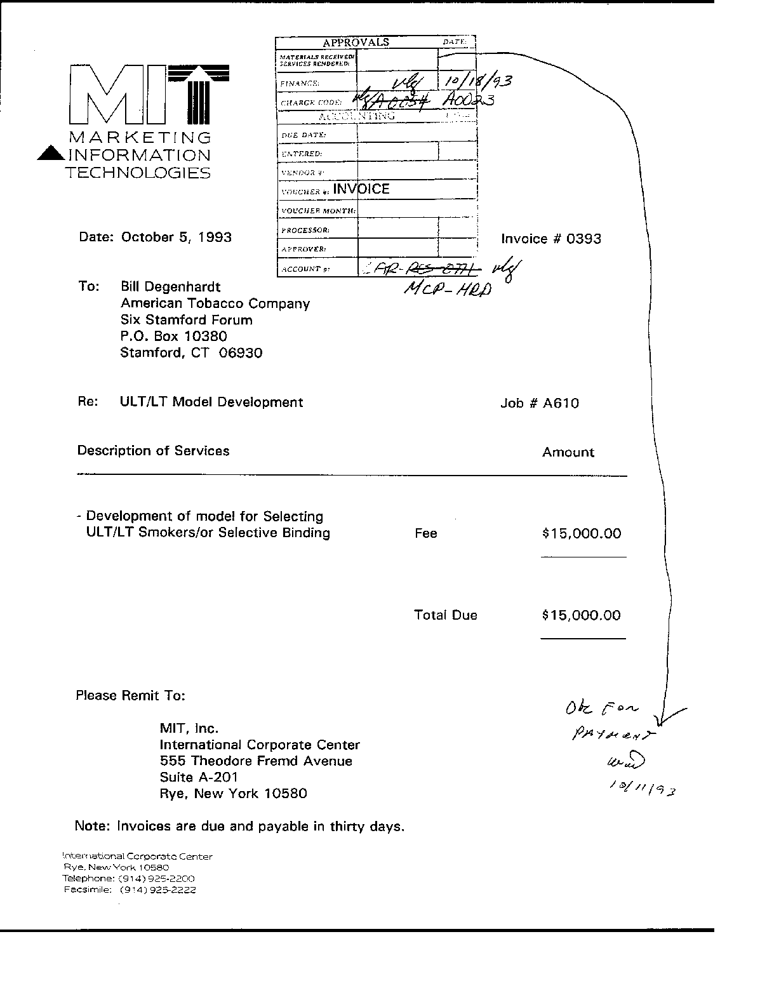 MIT
MARKETING
INFORMATION
TECHNOLOGIES
APPROVALS DATE:
MATERIALS RECEIVED/
SERVICES RENDERED:
FINANCE: vlg 10/18/93
CHARGE CODE: vlg A0034 A0023
ACCOUNTING
DUE DATE:
ENTERED:
VENDOR #:
VOUCHER #: INVOICE
VOUCHER MONTH:
PROCESSOR:
APPROVER:
ACCOUNT #: AR-RES-OTH vlg
MCP-HRD
Date: October 5, 1993 Invoice # 0393
To: Bill Degenhardt
American Tobacco Company
Six Stamford Forum
P.O. Box 10380
Stamford, CT 06930
Re: ULT/LT Model Development Job # A610
Description of Services Amount
- Development of model for Selecting
ULT/LT Smokers/or Selective Binding Fee $15,000.00
Total Due $15,000.00
Please Remit To:
MIT, Inc.
International Corporate Center
555 Theodore Fremd Avenue
Suite A-201
Rye, New York 10580
Ok For
PAYMENT
10/11/93
Note: Invoices are due and payable in thirty days.
International Corporate Center
Rye, New York 10580
Telephone: (914) 925-2200
Facsimile: (914) 925-2222